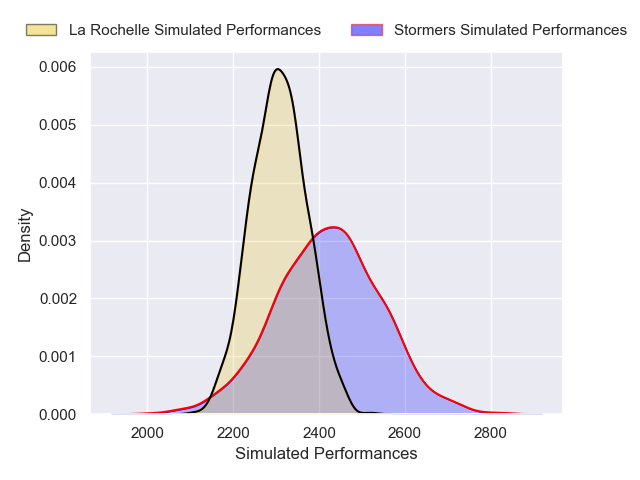 La Rochelle Simulated Performances Stormers Simulated Performances
0.006
0.005
0.004
0.003
0.002
0.001
0.000
Density
2000 2200 2400 2600 2800
Simulated Performances